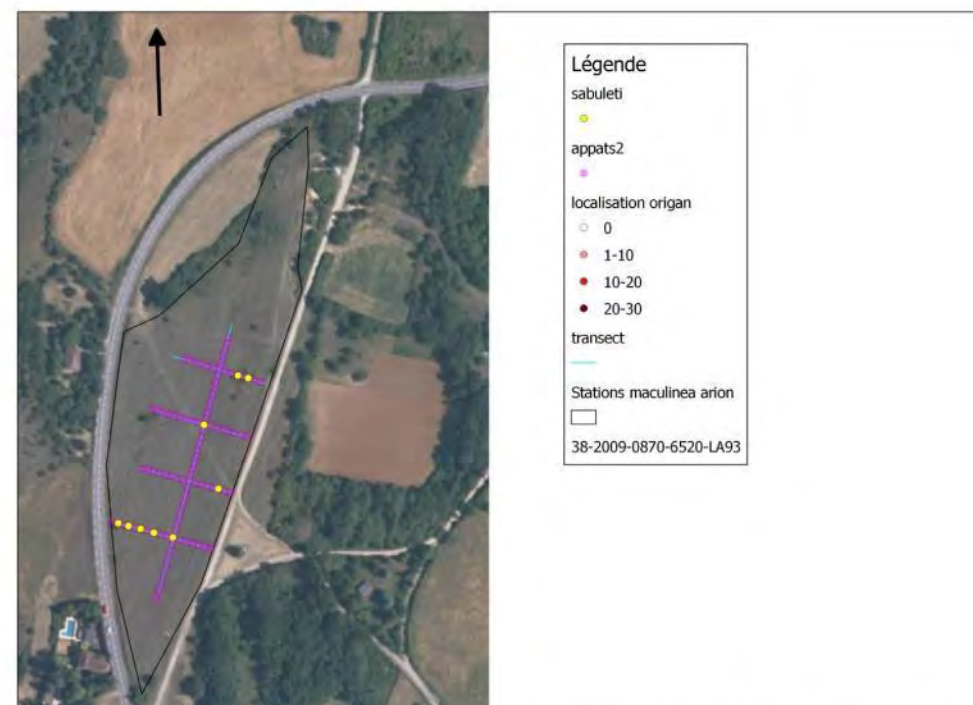 Légende
sabuleti
appats2
localisation origan
0
1-10
10-20
20-30
transect
Stations maculinea arion
38-2009-0870-6520-LA93